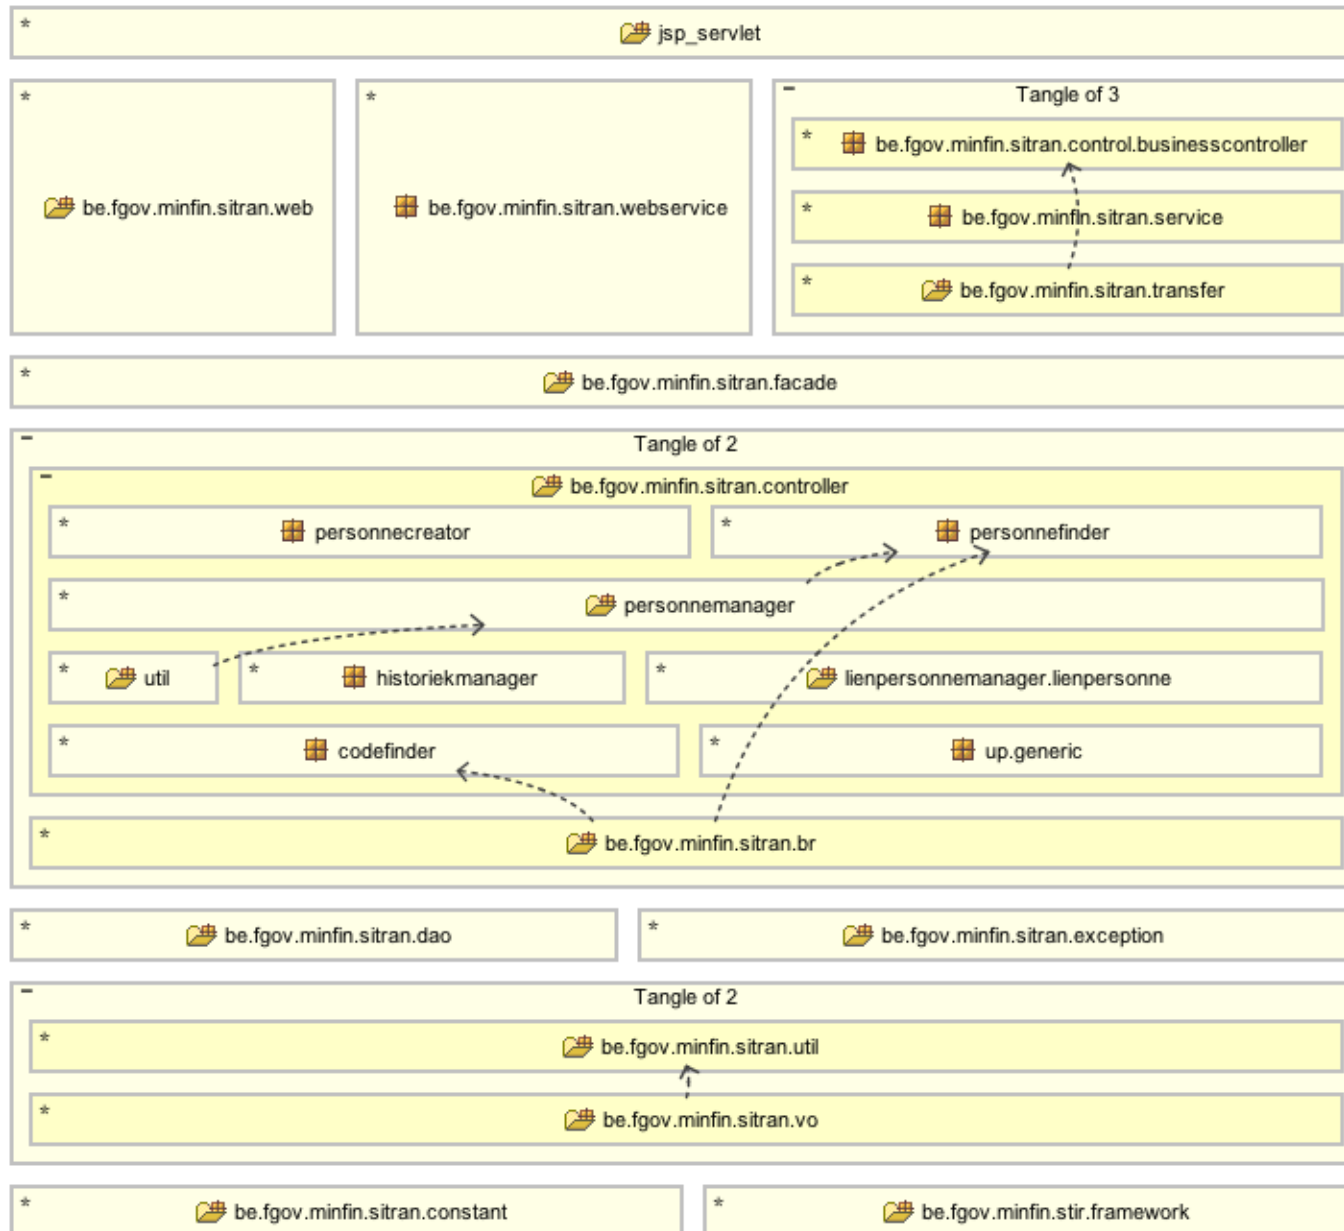 * jsp_servlet
* be.fgov.minfin.sitran.web
* be.fgov.minfin.sitran.webservice
Tangle of 3
* be.fgov.minfin.sitran.control.businesscontroller
* be.fgov.minfin.sitran.service
* be.fgov.minfin.sitran.transfer
* be.fgov.minfin.sitran.facade
Tangle of 2
be.fgov.minfin.sitran.controller
* personnecreator
* personnefinder
* personnemanager
* util
* historiekmanager
* lienpersonnemanager.lienpersonne
* codefinder
* up.generic
* be.fgov.minfin.sitran.br
* be.fgov.minfin.sitran.dao
* be.fgov.minfin.sitran.exception
Tangle of 2
* be.fgov.minfin.sitran.util
* be.fgov.minfin.sitran.vo
* be.fgov.minfin.sitran.constant
* be.fgov.minfin.stir.framework